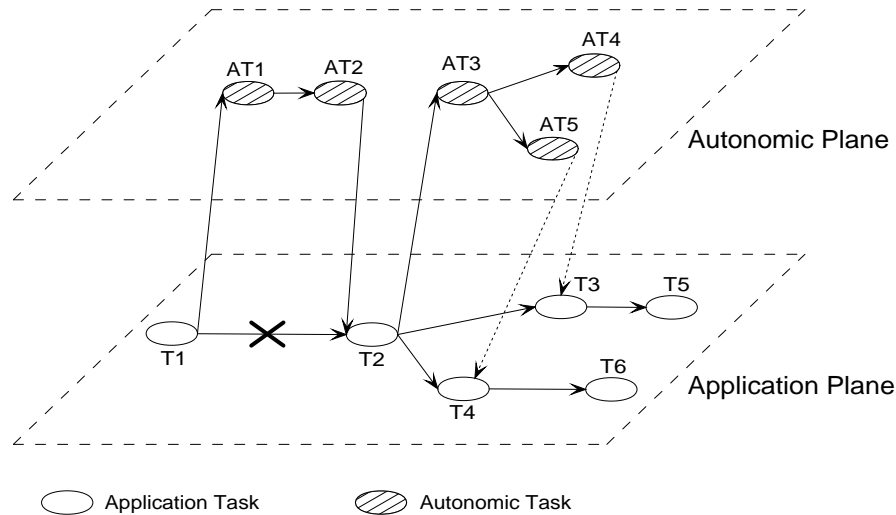 AT4
AT3
AT1
AT2
AT5
Autonomic Plane
T3
T5
T1
T2
T6
T4
Application Plane
Application Task
Autonomic Task